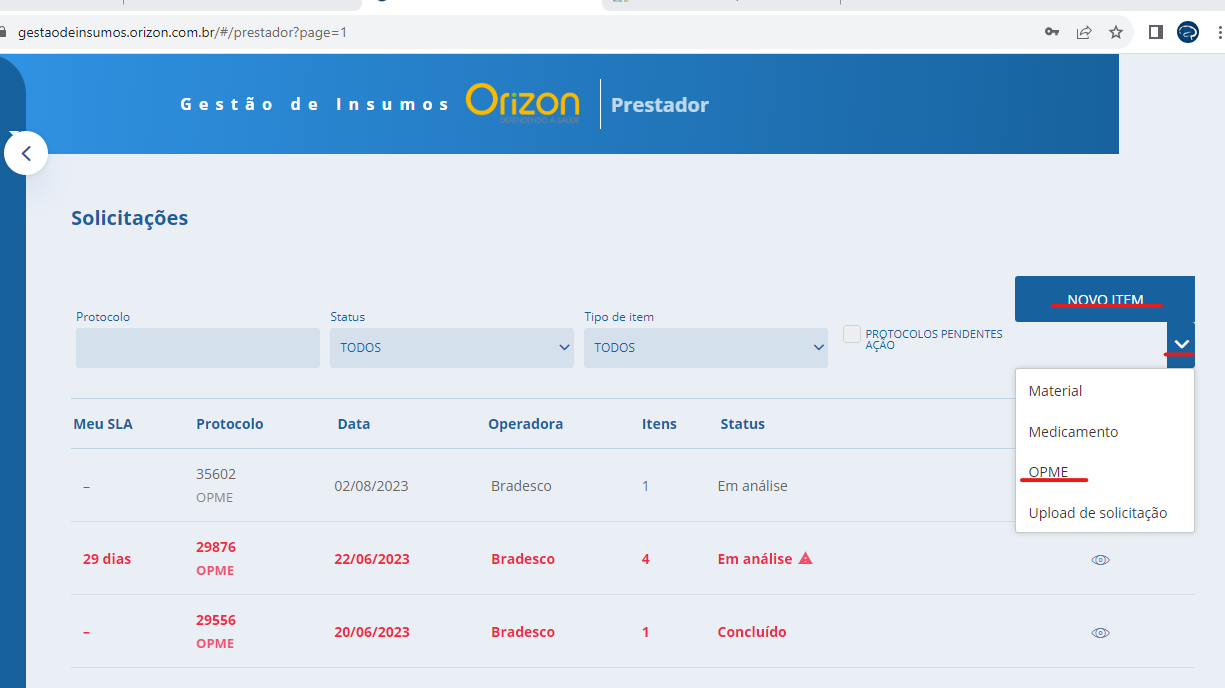 gestaodeinsumos.orizon.com.br/#/prestador?page=1
Gestão de Insumos Orizon Prestador
DEFENDENDO A SAÚDE
Solicitações
NOVO ITEM
Protocolo Status Tipo de item
TODOS TODOS
PROTOCOLOS PENDENTES
AÇÃO
Material
Medicamento
OPME
Upload de solicitação
Meu SLA Protocolo Data Operadora Itens Status
– 35602 02/08/2023 Bradesco 1 Em análise
OPME
29 dias 29876 22/06/2023 Bradesco 4 Em análise
OPME
– 29556 20/06/2023 Bradesco 1 Concluído
OPME